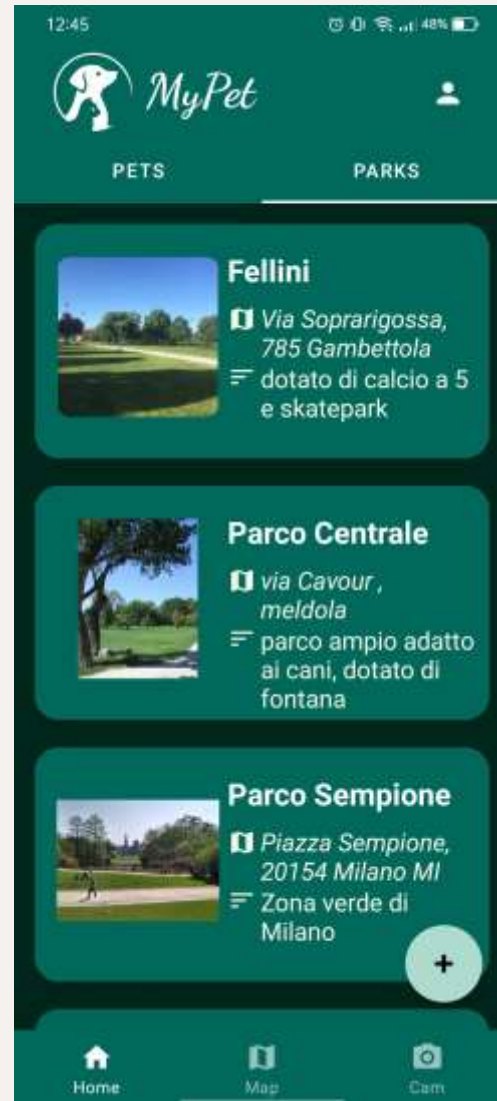 12:45
48%
MyPet
PETS
PARKS
Fellini
Via Soprarigossa,
785 Gambettola
dotato di calcio a 5
e skatepark
Parco Centrale
via Cavour ,
meldola
parco ampio adatto
ai cani, dotato di
fontana
Parco Sempione
Piazza Sempione,
20154 Milano MI
Zona verde di
Milano
+
Home
Map
Cam